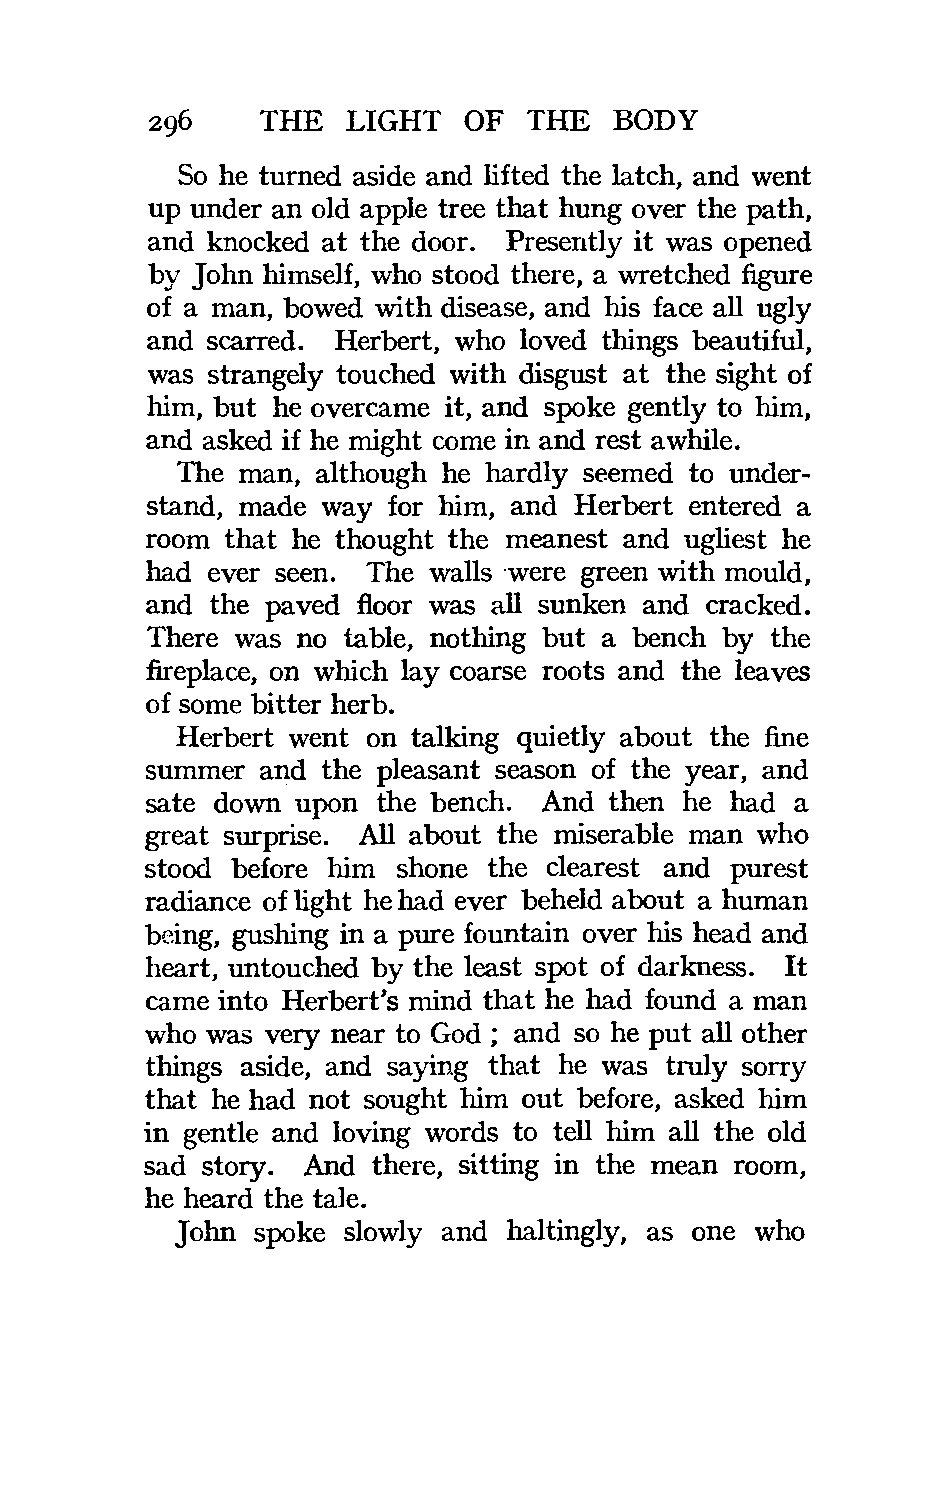 296 THE LIGHT OF THE BODY
So he turned aside and lifted the latch, and went
up under an old apple tree that hung over the path,
and knocked at the door. Presently it was opened
by John himself, who stood there, a wretched figure
of a man, bowed with disease, and his face all ugly
and scarred. Herbert, who loved things beautiful,
was strangely touched with disgust at the sight of
him, but he overcame it, and spoke gently to him,
and asked if he might come in and rest awhile.
The man, although he hardly seemed to under-
stand, made way for him, and Herbert entered a
room that he thought the meanest and ugliest he
had ever seen. The walls were green with mould,
and the paved floor was all sunken and cracked.
There was no table, nothing but a bench by the
fireplace, on which lay coarse roots and the leaves
of some bitter herb.
Herbert went on talking quietly about the fine
summer and the pleasant season of the year, and
sate down upon the bench. And then he had a
great surprise. All about the miserable man who
stood before him shone the clearest and purest
radiance of light he had ever beheld about a human
being, gushing in a pure fountain over his head and
heart, untouched by the least spot of darkness. It
came into Herbert's mind that he had found a man
who was very near to God ; and so he put all other
things aside, and saying that he was truly sorry
that he had not sought him out before, asked him
in gentle and loving words to tell him all the old
sad story. And there, sitting in the mean room,
he heard the tale.
John spoke slowly and haltingly, as one who